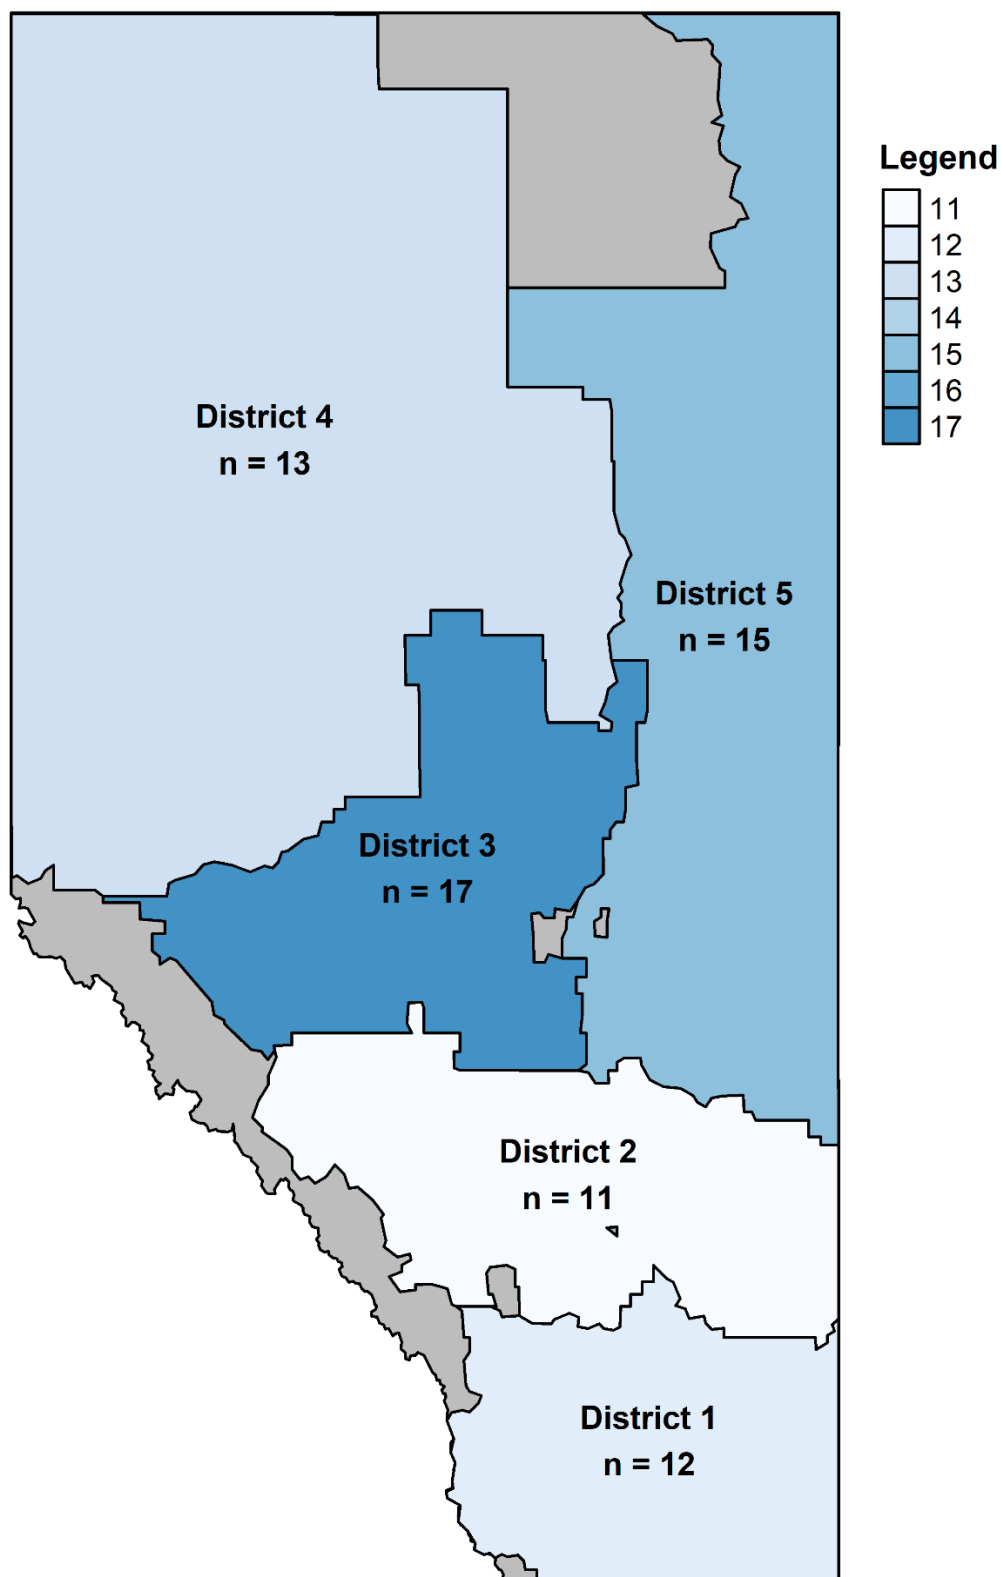 Legend
11
12
13
14
15
16
17
District 4
n = 13
District 5
n = 15
District 3
n = 17
District 2
n = 11
District 1
n = 12